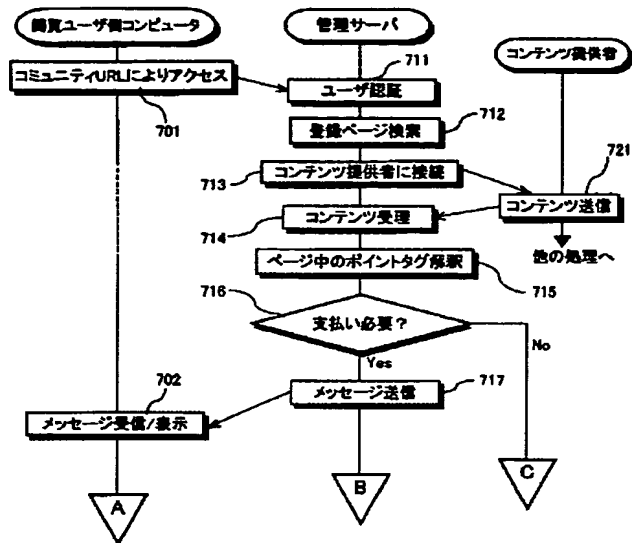 閲覧ユーザ側コンピュータ
管理サーバ
コンテンツ提供者
コミュニティURLによりアクセス
701
711
ユーザ認証
登録ページ検索
712
713
コンテンツ提供者に接続
721
コンテンツ送信
714
コンテンツ受理
他の処理へ
ページ中のポイントタグ解釈
715
716
支払い必要？
No
Yes
702
メッセージ送信
717
メッセージ受信/表示
A
B
C